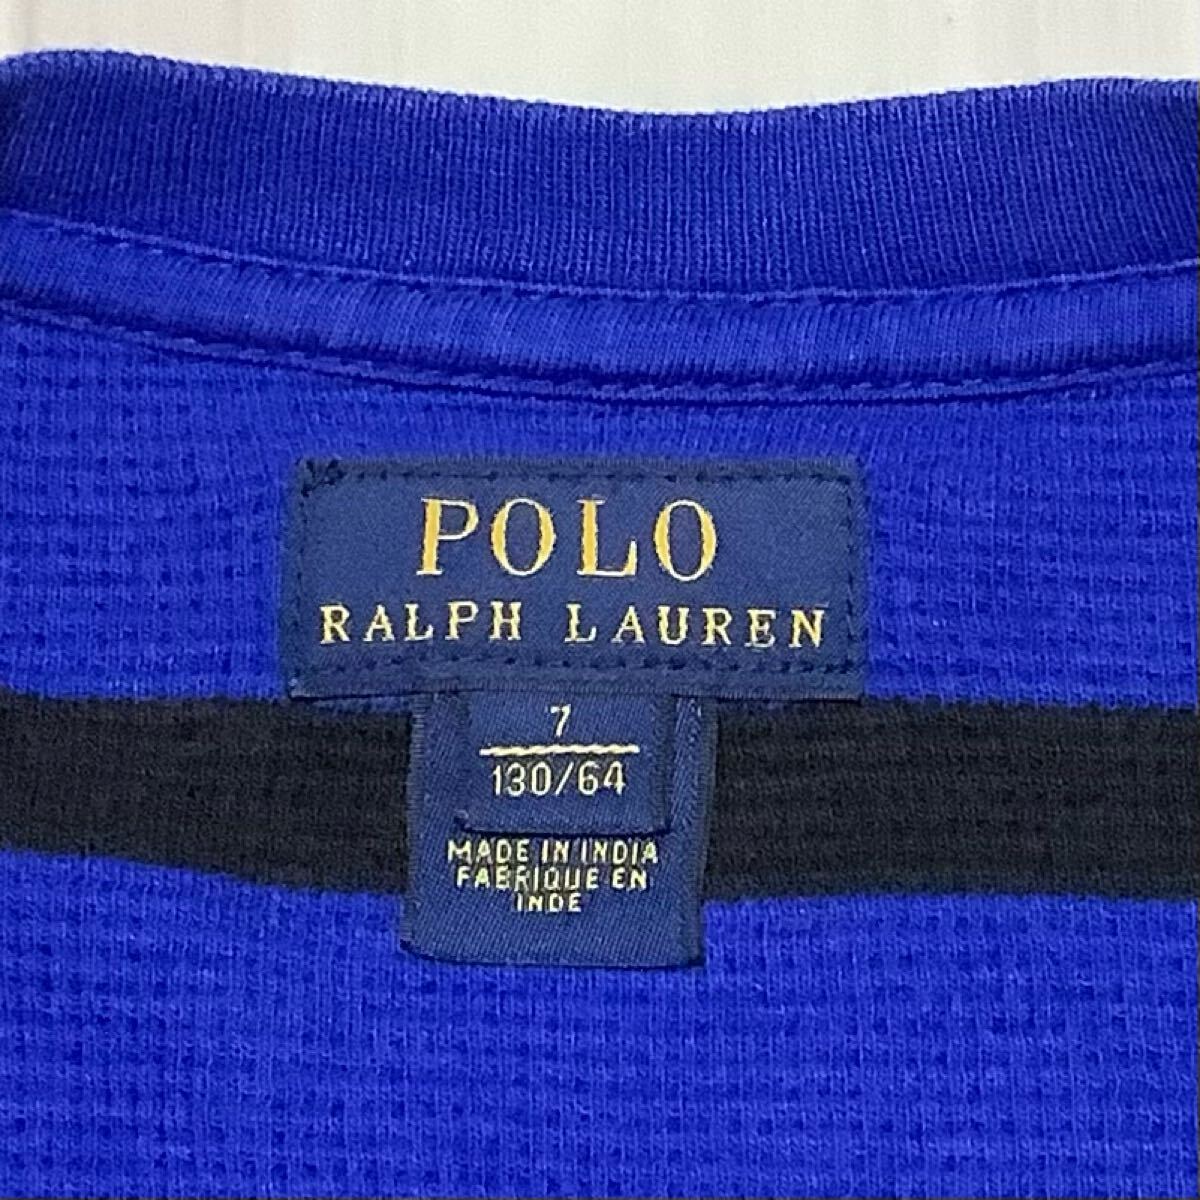 POLO
RALPH LAUREN
7
130/64
MADE IN INDIA
FABRIQUE EN
INDE